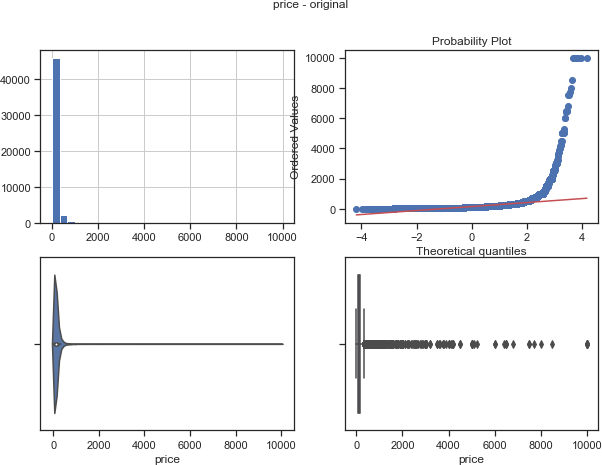 price - original
Probability Plot
40000
30000
20000
10000
0
0 2000 4000 6000 8000 10000
Ordered Values
10000
8000
6000
4000
2000
0
−4 −2 0 2 4
Theoretical quantiles
0 2000 4000 6000 8000 10000
price
0 2000 4000 6000 8000 10000
price